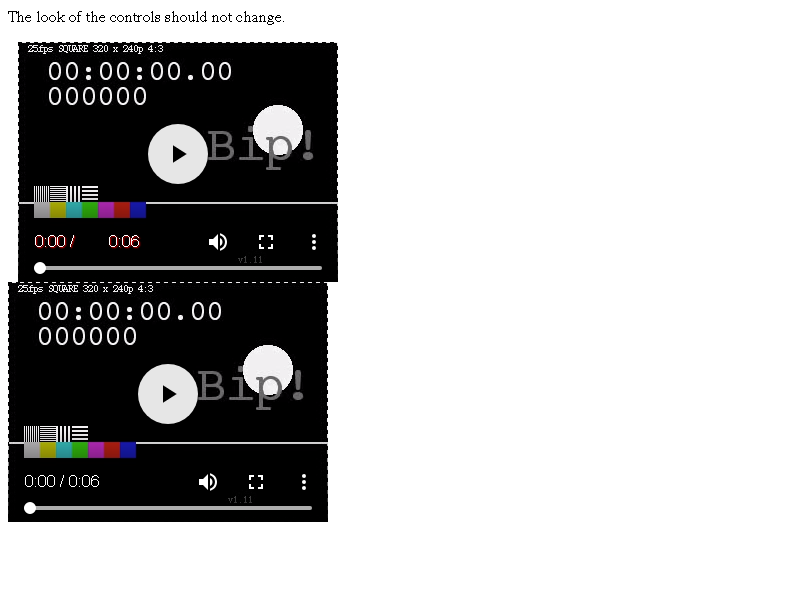 The look of the controls should not change.
25fps SQUARE 320 x 240p 4:3
00:00:00.00
000000
Bip!
0:00 / 0:06
v1.11
25fps SQUARE 320 x 240p 4:3
00:00:00.00
000000
Bip!
0:00 / 0:06
v1.11